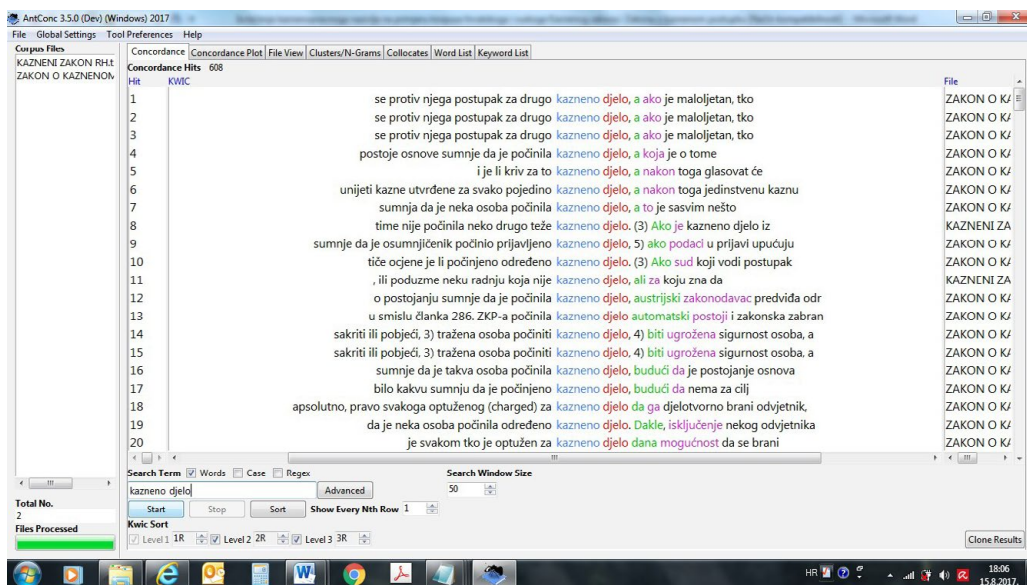 AntConc 3.5.0 (Dev) (Windows) 2017
File Global Settings Tool Preferences Help
Corpus Files
KAZNENI ZAKON RH.t
ZAKON O KAZNENOM
Concordance Concordance Plot File View Clusters/N-Grams Collocates Word List Keyword List
Concordance Hits 608
Hit KWIC File
1 se protiv njega postupak za drugo kazneno djelo, a ako je maloljetan, tko ZAKON O KA
2 se protiv njega postupak za drugo kazneno djelo, a ako je maloljetan, tko ZAKON O KA
3 se protiv njega postupak za drugo kazneno djelo, a ako je maloljetan, tko ZAKON O KA
4 postoje osnove sumnje da je počinila kazneno djelo, a koja je o tome ZAKON O KA
5 i je li kriv za to kazneno djelo, a nakon toga glasovat će ZAKON O KA
6 unijeti kazne utvrđene za svako pojedino kazneno djelo, a nakon toga jedinstvenu kaznu ZAKON O KA
7 sumnja da je neka osoba počinila kazneno djelo, a to je sasvim nešto ZAKON O KA
8 time nije počinila neko drugo teže kazneno djelo. (3) Ako je kazneno djelo iz KAZNENI ZA
9 sumnje da je osumnjičenik počinio prijavljeno kazneno djelo, 5) ako podaci u prijavi upućuju ZAKON O KA
10 tiče ocjene je li počinjeno određeno kazneno djelo. (3) Ako sud koji vodi postupak ZAKON O KA
11 , ili poduzme neku radnju koja nije kazneno djelo, ali za koju zna da KAZNENI ZA
12 o postojanju sumnje da je počinila kazneno djelo, austrijski zakonodavac predviđa odr ZAKON O KA
13 u smislu članka 286. ZKP-a počinila kazneno djelo automatski postoji i zakonska zabran ZAKON O KA
14 sakriti ili pobjeći, 3) tražena osoba počiniti kazneno djelo, 4) biti ugrožena sigurnost osoba, a ZAKON O KA
15 sakriti ili pobjeći, 3) tražena osoba počiniti kazneno djelo, 4) biti ugrožena sigurnost osoba, a ZAKON O KA
16 sumnje da je takva osoba počinila kazneno djelo, budući da je postojanje osnova ZAKON O KA
17 bilo kakvu sumnju da je počinjeno kazneno djelo, budući da nema za cilj ZAKON O KA
18 apsolutno, pravo svakoga optuženog (charged) za kazneno djelo da ga djelotvorno brani odvjetnik, ZAKON O KA
19 da je neka osoba počinila određeno kazneno djelo. Dakle, isključenje nekog odvjetnika ZAKON O KA
20 je svakom tko je optužen za kazneno djelo dana mogućnost da se brani ZAKON O KA
Search Term Words Case Regex Search Window Size
kazneno djelo Advanced 50
Start Stop Sort Show Every Nth Row 1
Kwic Sort
Level 1 1R Level 2 2R Level 3 3R Clone Results
Total No.
2
Files Processed
HR 18:06
15.8.2017